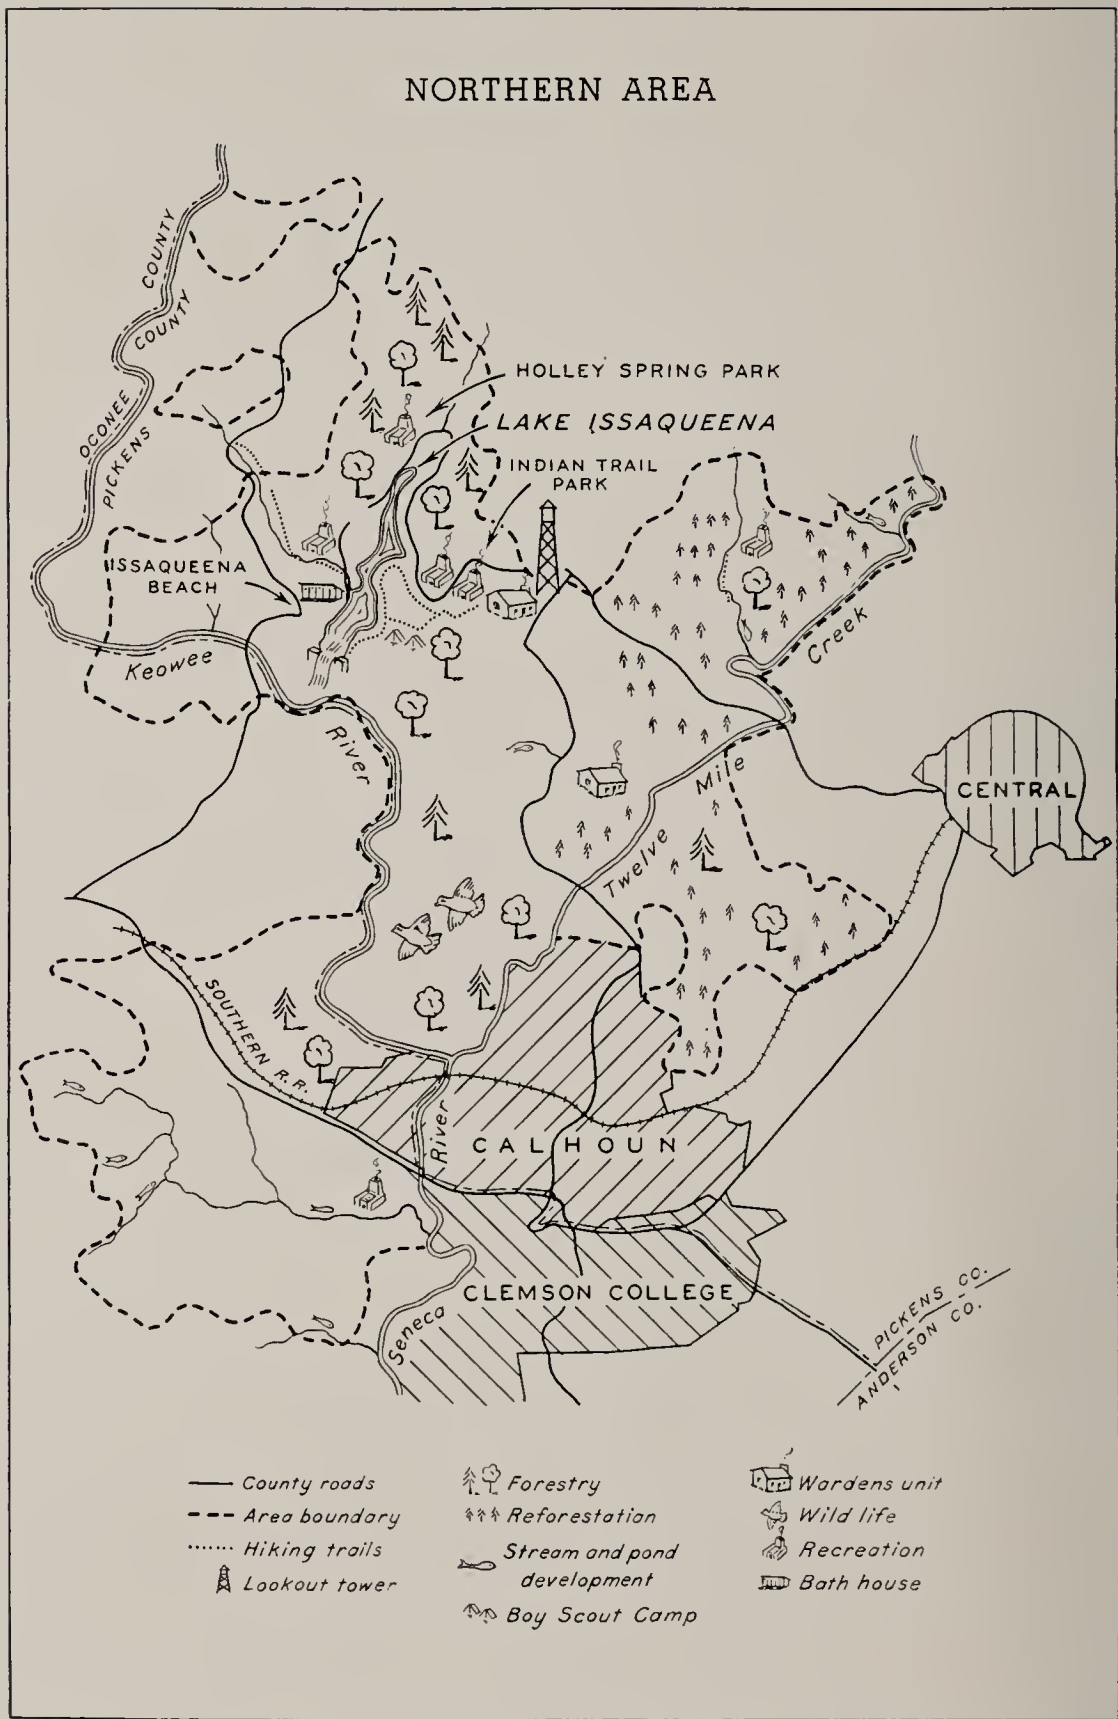 NORTHERN AREA
COUNTY
COUNTY
OCONEE
PICKENS
HOLLEY SPRING PARK
LAKE ISSAQUEENA
INDIAN TRAIL
PARK
ISSAQUEENA
BEACH
Keowee
River
Creek
Mile
Twelve
CENTRAL
SOUTHERN R.R.
River
CALHOUN
CLEMSON COLLEGE
Seneca
PICKENS CO.
ANDERSON CO.
County roads
Area boundary
Hiking trails
Lookout tower
Forestry
Reforestation
Stream and pond
development
Boy Scout Camp
Wardens unit
Wild life
Recreation
Bath house